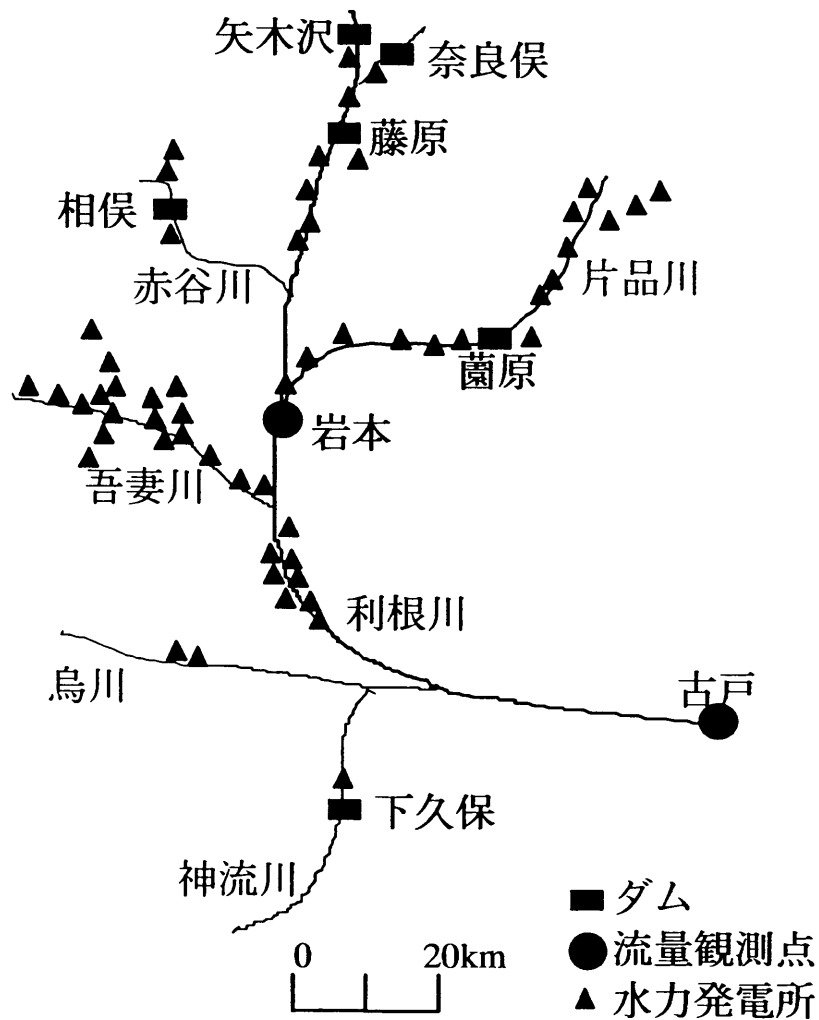 矢木沢
奈良俣
藤原
相俣
赤谷川
片品川
薗原
岩本
吾妻川
利根川
烏川
古戸
下久保
神流川
ダム
0 20km
流量観測点
水力発電所